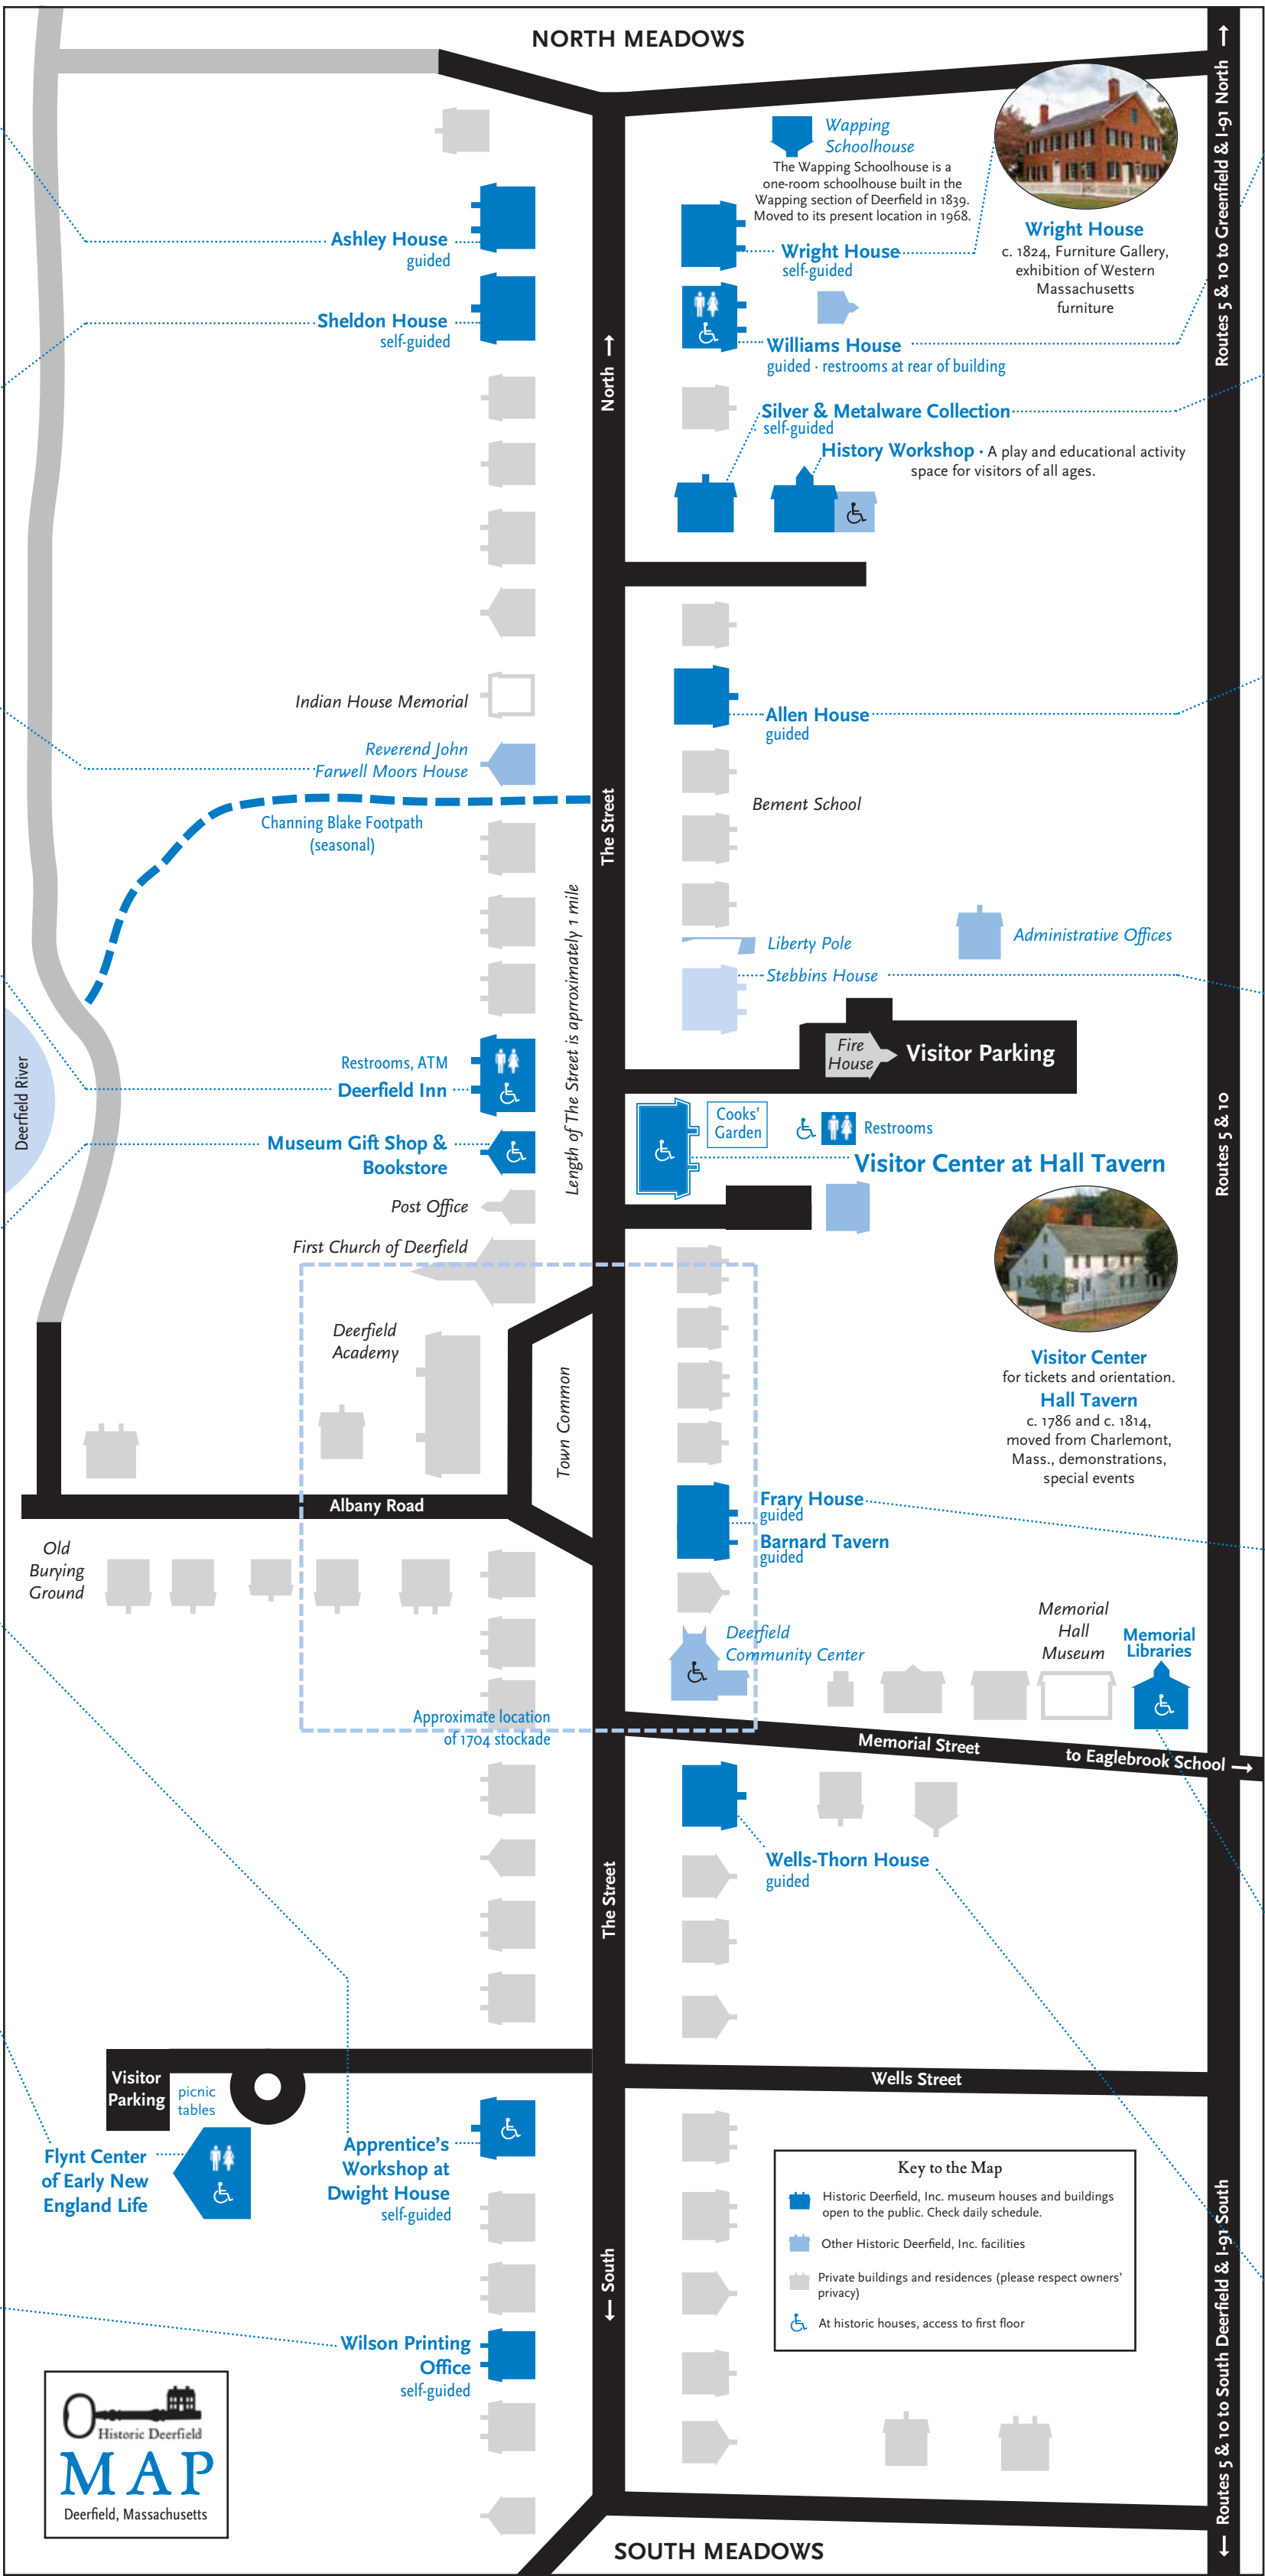 NORTH MEADOWS
Routes 5 & 10 to Greenfield & I-91 North →
Wapping
Schoolhouse
The Wapping Schoolhouse is a
one-room schoolhouse built in the
Wapping section of Deerfield in 1839.
Moved to its present location in 1968.
Wright House
c. 1824, Furniture Gallery,
exhibition of Western
Massachusetts
furniture
Ashley House
guided
Wright House
self-guided
Sheldon House
self-guided
Williams House
guided · restrooms at rear of building
North →
Silver & Metalware Collection
self-guided
History Workshop · A play and educational activity
space for visitors of all ages.
Indian House Memorial
Allen House
guided
Reverend John
Farwell Moors House
Channing Blake Footpath
(seasonal)
The Street
Bement School
Length of The Street is aproximately 1 mile
Liberty Pole
Administrative Offices
Stebbins House
Fire
House
Visitor Parking
Deerfield River
Restrooms, ATM
Deerfield Inn
Cooks'
Garden
Restrooms
Routes 5 & 10
Museum Gift Shop &
Bookstore
Visitor Center at Hall Tavern
Post Office
First Church of Deerfield
Deerfield
Academy
Town Common
Visitor Center
for tickets and orientation.
Hall Tavern
c. 1786 and c. 1814,
moved from Charlemont,
Mass., demonstrations,
special events
Albany Road
Frary House
guided
Barnard Tavern
guided
Old
Burying
Ground
Deerfield
Community Center
Memorial
Hall
Museum
Memorial
Libraries
Approximate location
of 1704 stockade
Memorial Street
to Eaglebrook School →
Wells-Thorn House
guided
The Street
Visitor
Parking
picnic
tables
Wells Street
Flynt Center
of Early New
England Life
Apprentice's
Workshop at
Dwight House
self-guided
Key to the Map
Historic Deerfield, Inc. museum houses and buildings
open to the public. Check daily schedule.
Other Historic Deerfield, Inc. facilities
Private buildings and residences (please respect owners'
privacy)
At historic houses, access to first floor
← South
Wilson Printing
Office
self-guided
← Routes 5 & 10 to South Deerfield & I-91 South
Historic Deerfield
MAP
Deerfield, Massachusetts
SOUTH MEADOWS